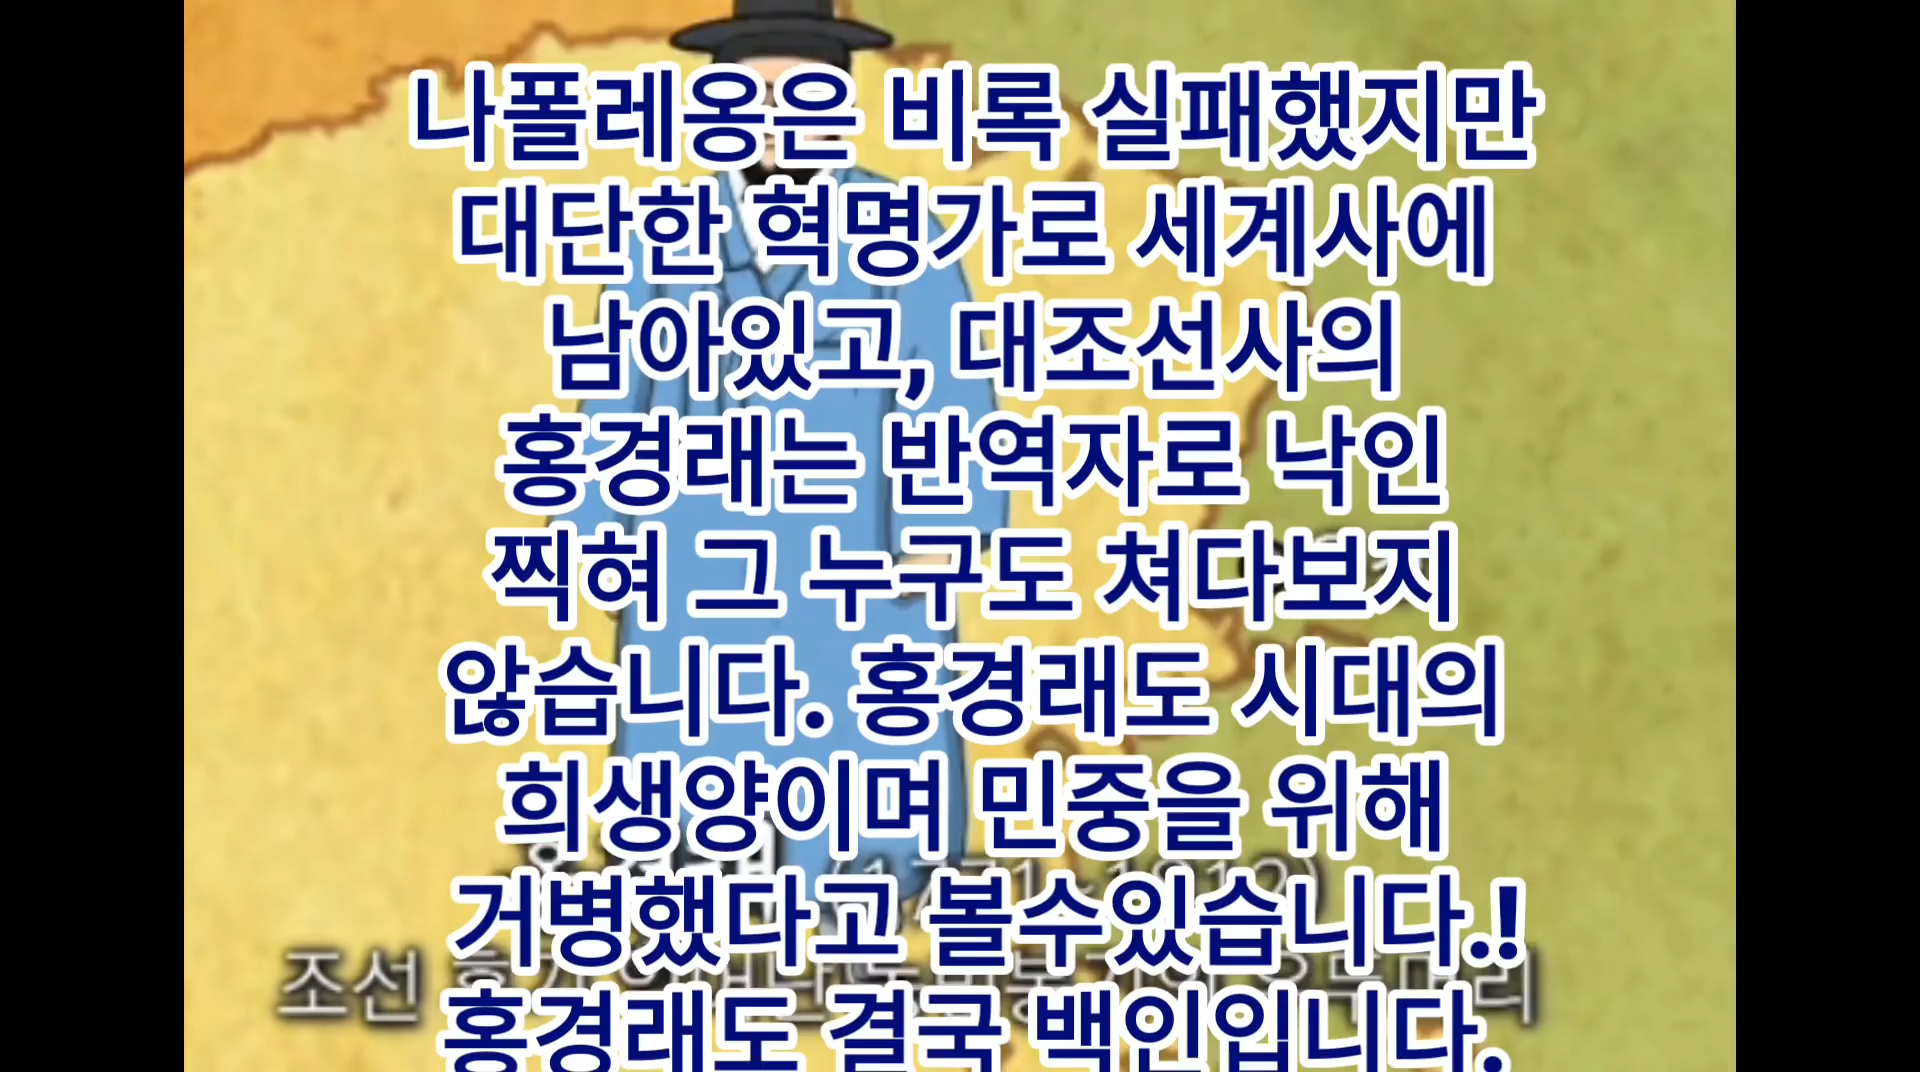 나폴레옹은 비록 실패했지만
대단한 혁명가로 세계사에
남아있고, 대조선사의
홍경래는 반역자로 낙인
찍혀 그 누구도 쳐다보지
않습니다. 홍경래도 시대의
희생양이며 민중을 위해
거병했다고 볼수있습니다.!
홍경래도 결국 백인입니다.
(1771~1812)
조선